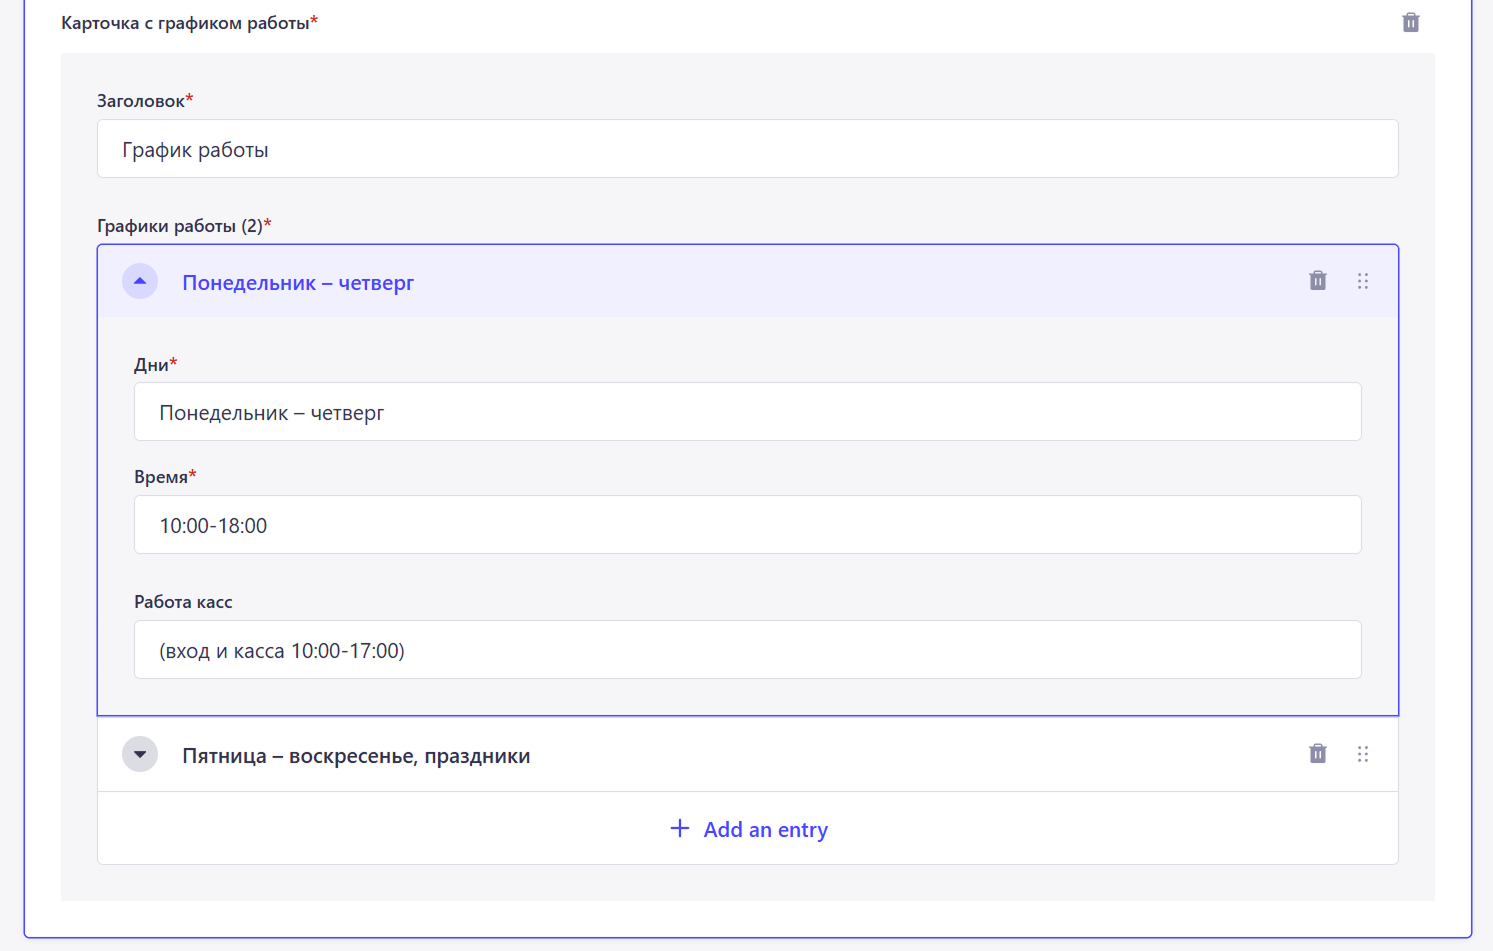 Карточка с графиком работы*
Заголовок*
График работы
Графики работы (2)*
Понедельник – четверг
Дни*
Понедельник – четверг
Время*
10:00-18:00
Работа касс
(вход и касса 10:00-17:00)
Пятница – воскресенье, праздники
Add an entry